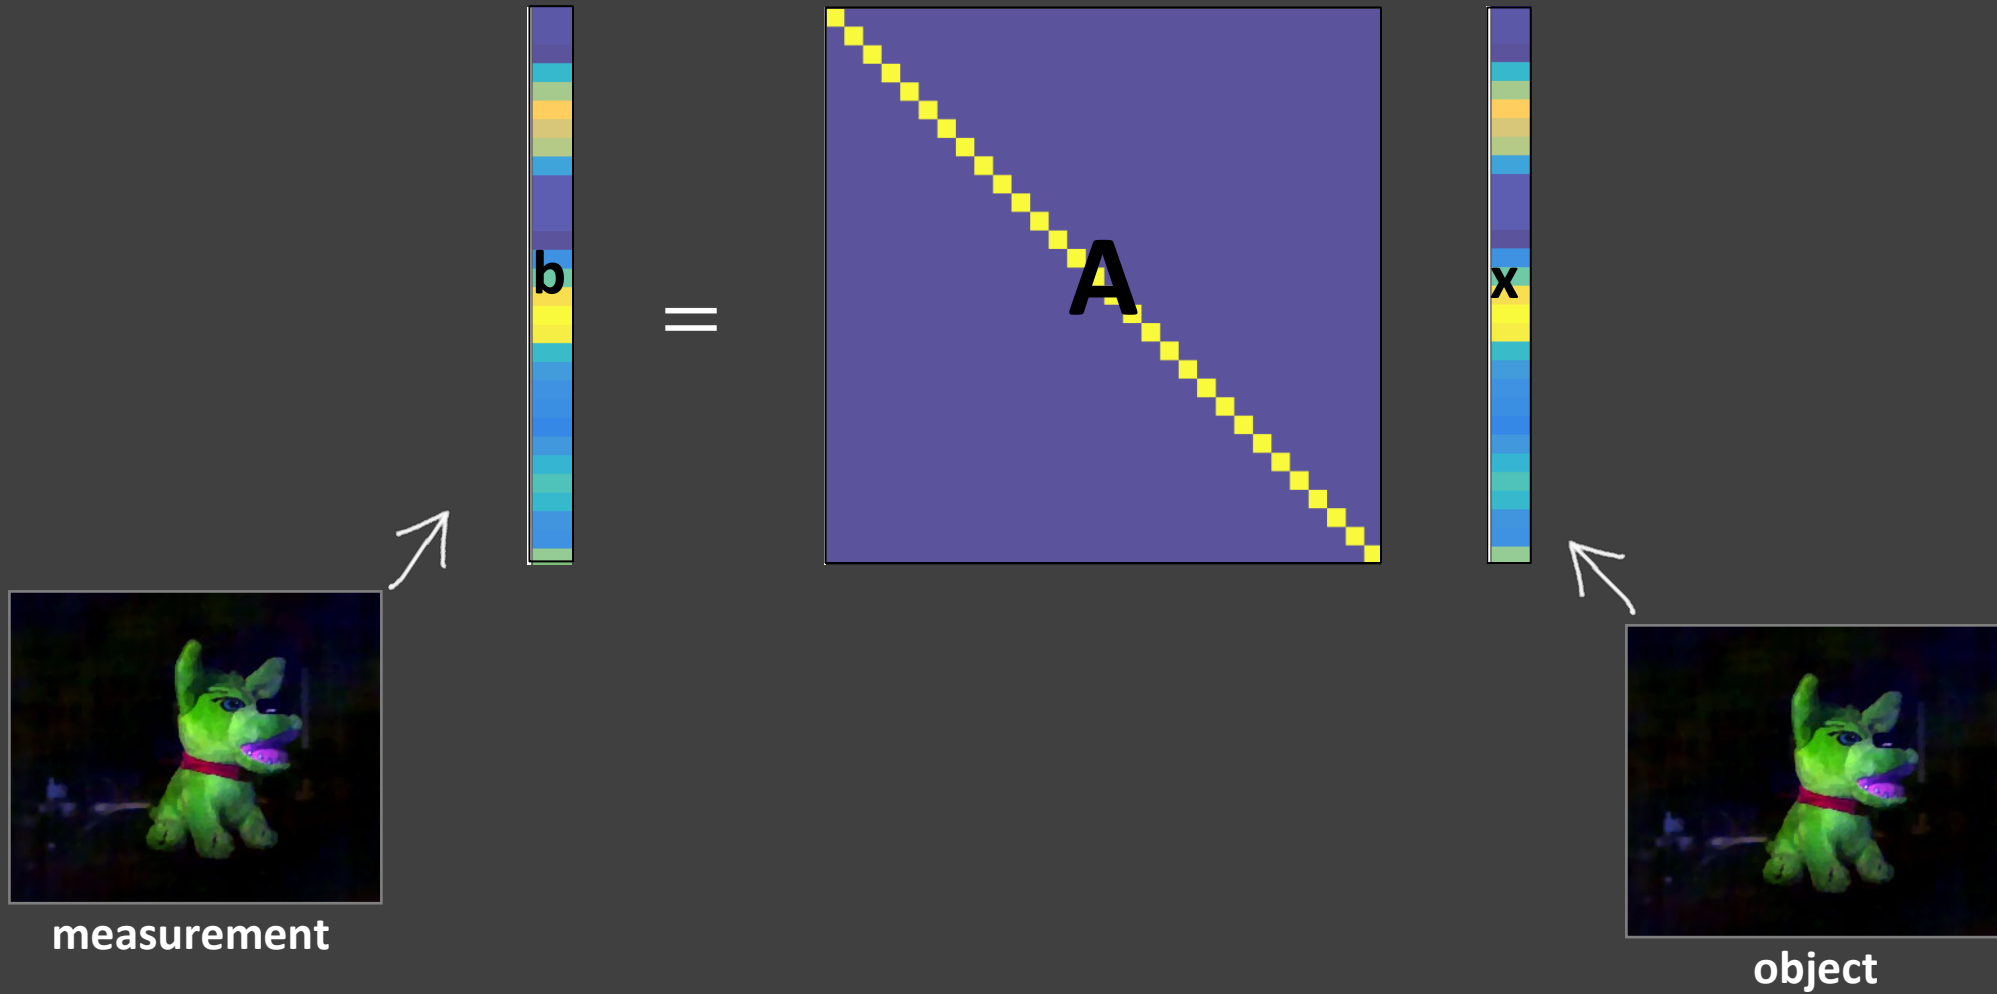 b
=
A
x
measurement
object